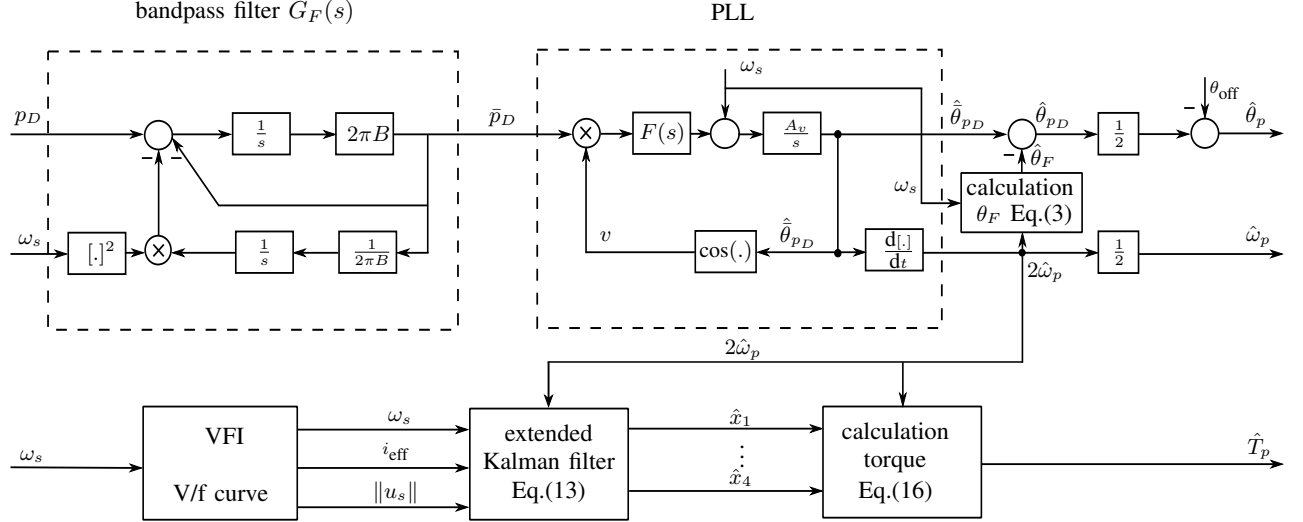 bandpass filter G_F(s)
PLL
p_D
1/s
2πB
p̄_D
×
F(s)
ω_s
A_v/s
θ̄̂_{p_D}
θ̂_{p_D}
1/2
θ_off
θ̂_p
− −
−
−
θ̂_F
ω_s
calculation
θ_F Eq.(3)
ω_s
[.]²
×
1/s
1/2πB
v
cos(.)
θ̄̂_{p_D}
d[.]/dt
2ω̂_p
1/2
ω̂_p
2ω̂_p
ω_s
VFI
V/f curve
ω_s
i_eff
‖u_s‖
extended
Kalman filter
Eq.(13)
x̂_1
⋮
x̂_4
calculation
torque
Eq.(16)
T̂_p